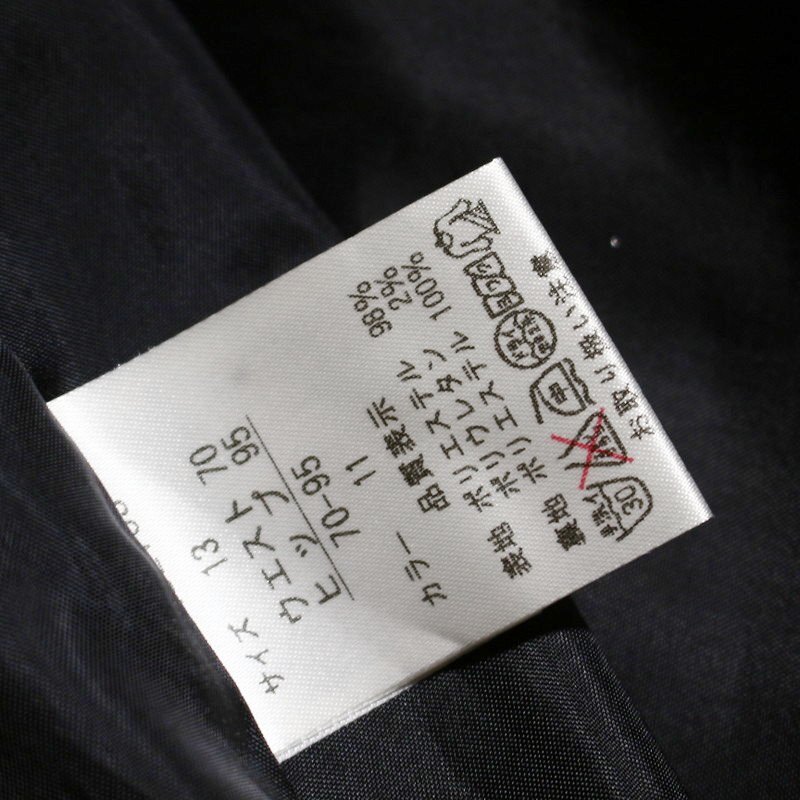 サイズ 13
ウエスト 70
ヒップ 95
70-95
カラー 11
品質表示
表地 ポリエステル 98%
ポリウレタン 2%
裏地 ポリエステル 100%
30
中
お取り扱い注意